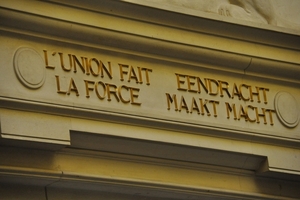 L'UNION FAIT
LA FORCE
EENDRACHT
MAAKT MACHT